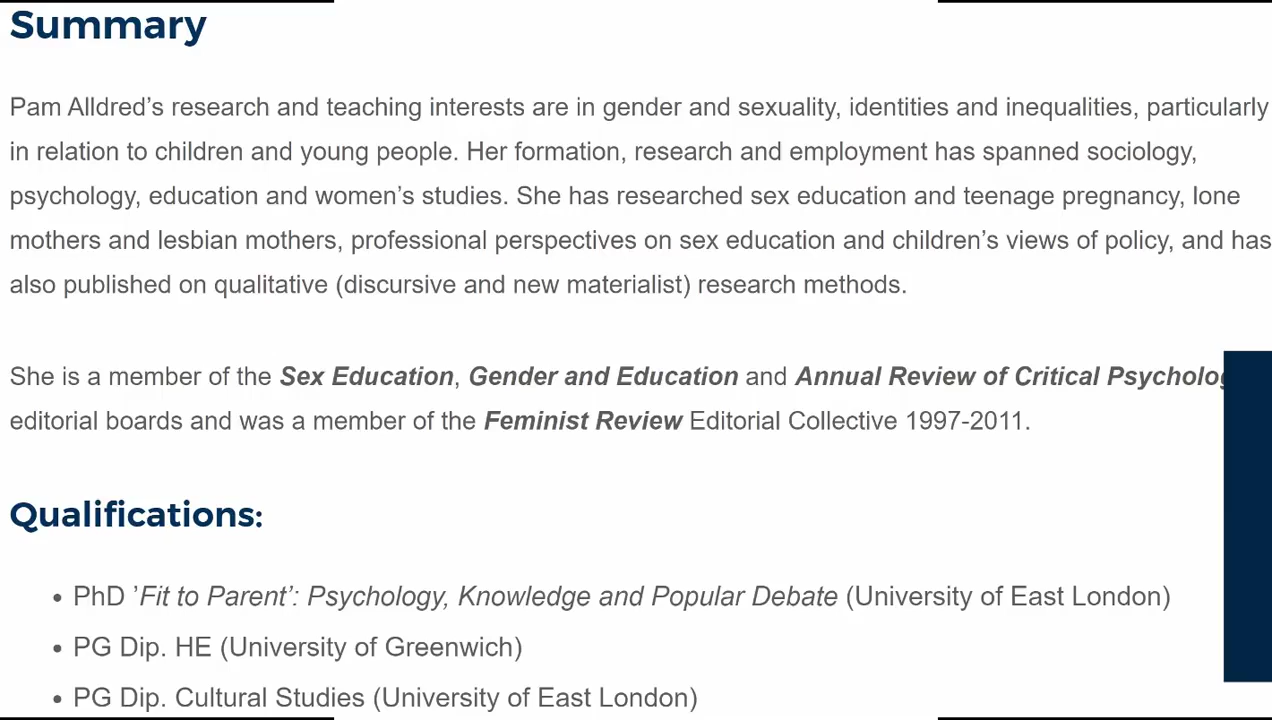 Summary
Pam Alldred's research and teaching interests are in gender and sexuality, identities and inequalities, particularly
in relation to children and young people. Her formation, research and employment has spanned sociology,
psychology, education and women's studies. She has researched sex education and teenage pregnancy, lone
mothers and lesbian mothers, professional perspectives on sex education and children's views of policy, and has
also published on qualitative (discursive and new materialist) research methods.
She is a member of the Sex Education, Gender and Education and Annual Review of Critical
editorial boards and was a member of the Feminist Review Editorial Collective 1997-2011.
Qualifications:
• PhD 'Fit to Parent': Psychology, Knowledge and Popular Debate (University of East London)
• PG Dip. HE (University of Greenwich)
• PG Dip. Cultural Studies (University of East London)